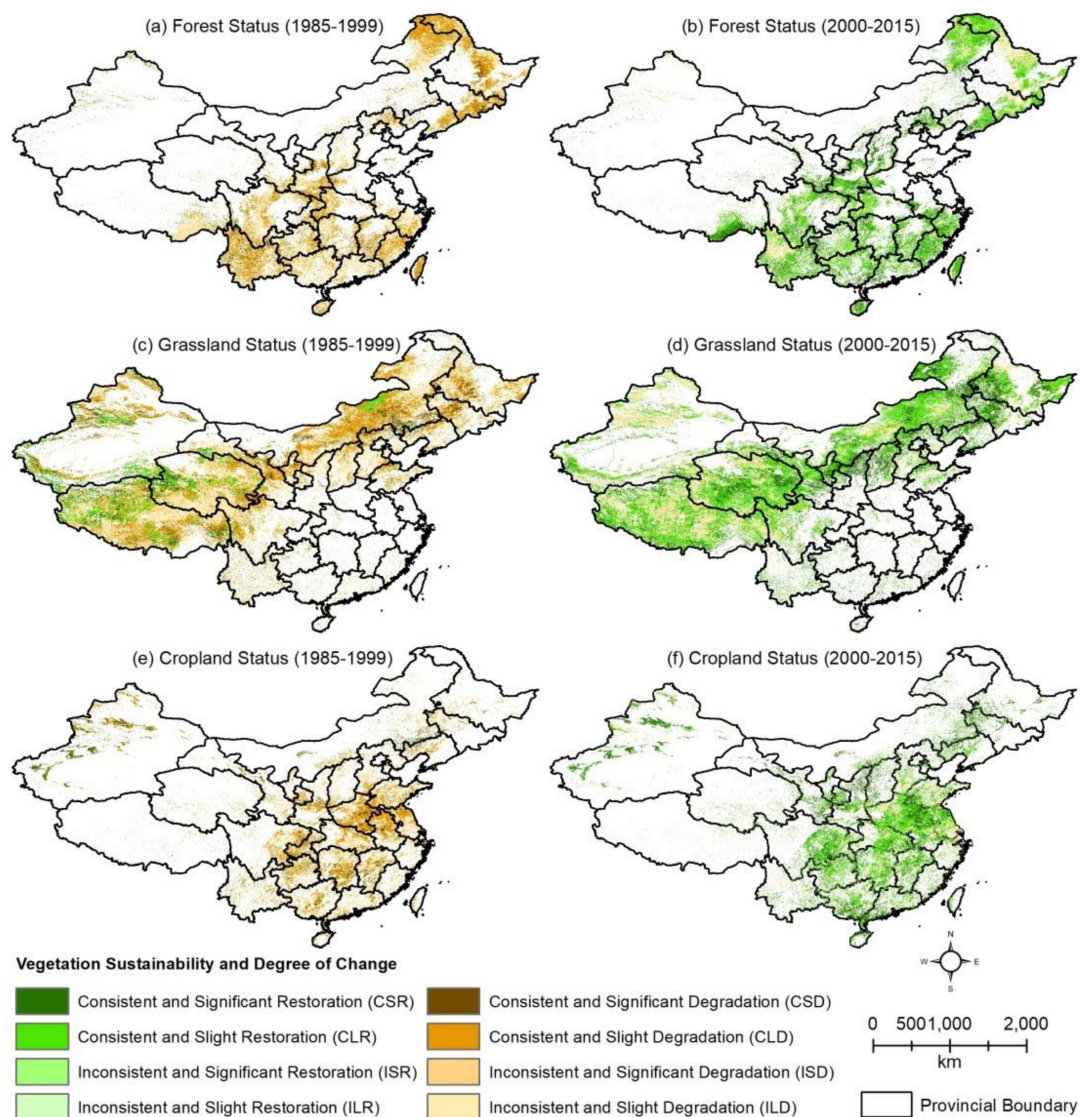 (a) Forest Status (1985-1999)
(b) Forest Status (2000-2015)
(c) Grassland Status (1985-1999)
(d) Grassland Status (2000-2015)
(e) Cropland Status (1985-1999)
(f) Cropland Status (2000-2015)
N
W E
S
Vegetation Sustainability and Degree of Change
Consistent and Significant Restoration (CSR)
Consistent and Slight Restoration (CLR)
Inconsistent and Significant Restoration (ISR)
Inconsistent and Slight Restoration (ILR)
Consistent and Significant Degradation (CSD)
Consistent and Slight Degradation (CLD)
Inconsistent and Significant Degradation (ISD)
Inconsistent and Slight Degradation (ILD)
0 5001,000 2,000
km
Provincial Boundary